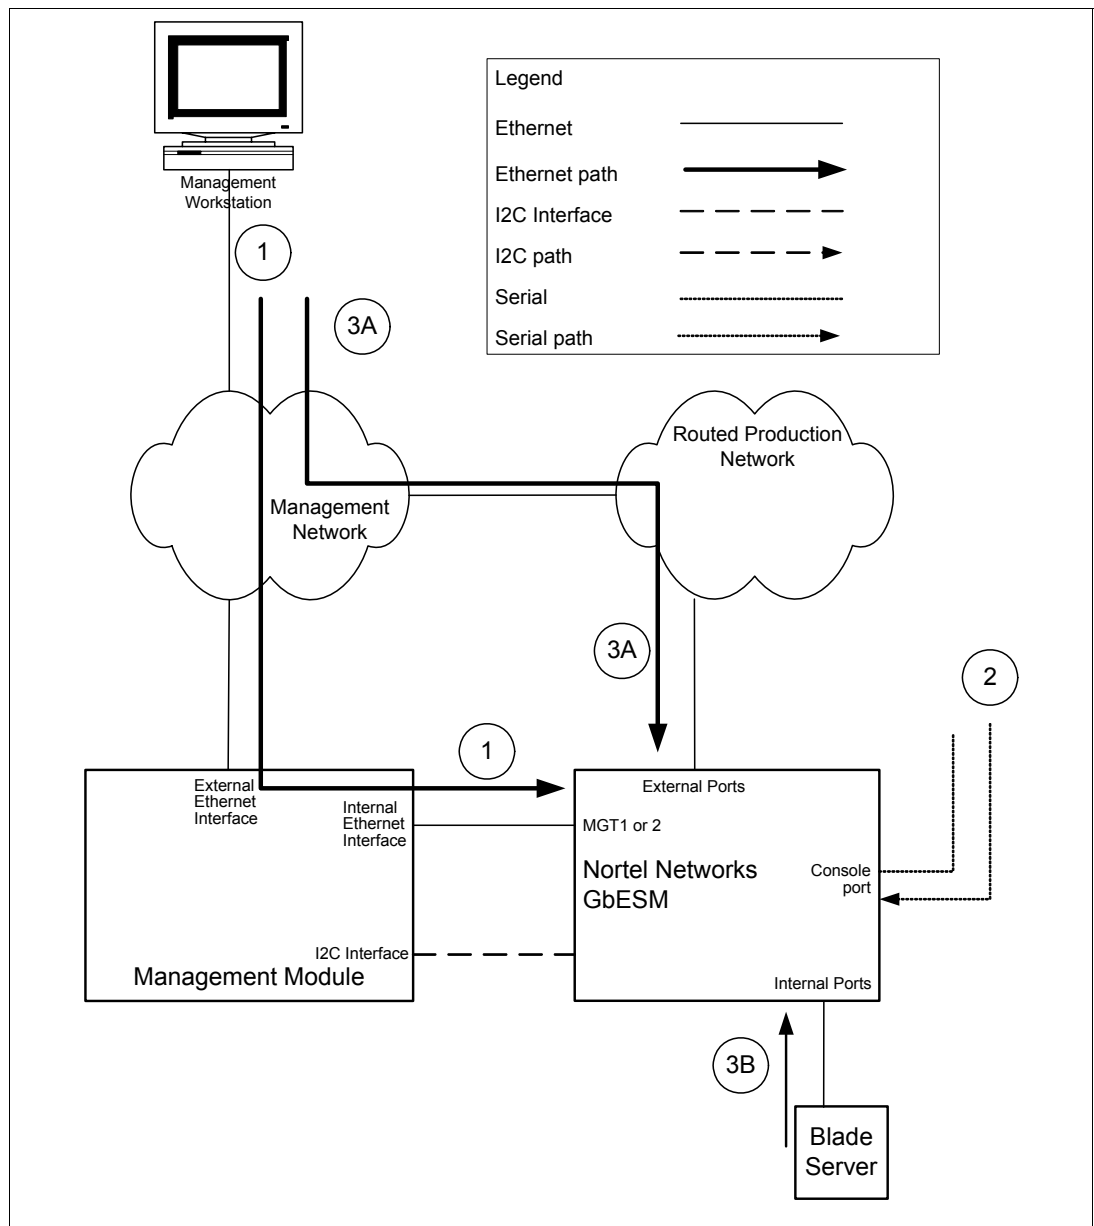 Legend
Ethernet
Ethernet path
I2C Interface
I2C path
Serial
Serial path
Management
Workstation
1
3A
Routed Production
Network
Management
Network
3A
2
1
External
Ethernet
Interface
Internal
Ethernet
Interface
External Ports
MGT1 or 2
Nortel Networks
GbESM
Console
port
I2C Interface
Management Module
Internal Ports
3B
Blade
Server